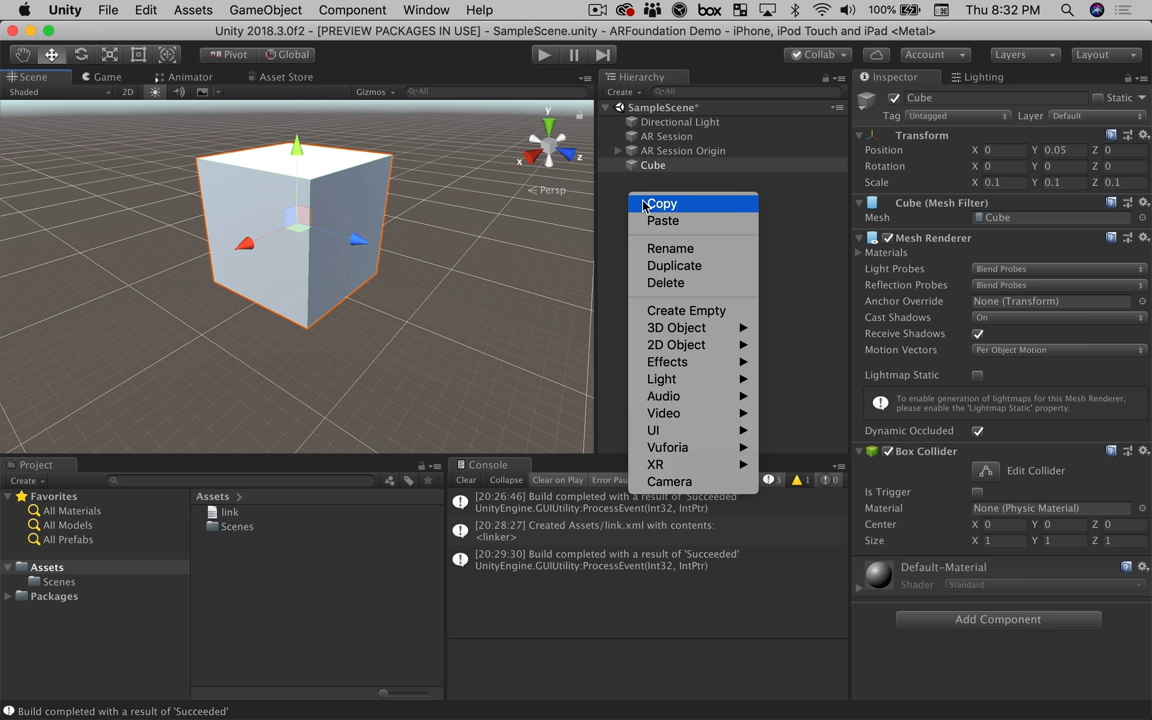 Unity File Edit Assets GameObject Component Window Help box 100% Thu 8:32 PM
Unity 2018.3.0f2 - [PREVIEW PACKAGES IN USE] - SampleScene.unity - ARFoundation Demo - iPhone, iPod Touch and iPad <Metal>
Pivot Global Collab Account Layers Layout
Scene Game Animator Asset Store Hierarchy Inspector Lighting
Shaded 2D Gizmos All Create All
Cube Static
SampleScene*
Tag Untagged Layer Default
Directional Light
AR Session
AR Session Origin
Cube
y
x
z
Persp
Transform
Position X 0 Y 0.05 Z 0
Rotation X 0 Y 0 Z 0
Scale X 0.1 Y 0.1 Z 0.1
Copy
Paste
Rename
Duplicate
Delete
Create Empty
3D Object
2D Object
Effects
Light
Audio
Video
UI
Vuforia
XR
Camera
Cube (Mesh Filter)
Mesh Cube
Mesh Renderer
Materials
Light Probes Blend Probes
Reflection Probes Blend Probes
Anchor Override None (Transform)
Cast Shadows On
Receive Shadows
Motion Vectors Per Object Motion
Lightmap Static
To enable generation of lightmaps for this Mesh Renderer,
please enable the 'Lightmap Static' property.
Dynamic Occluded
Box Collider
Edit Collider
Is Trigger
Material None (Physic Material)
Center X 0 Y 0 Z 0
Size X 1 Y 1 Z 1
Default-Material
Shader Standard
Add Component
Project
Create
Favorites
All Materials
All Models
All Prefabs
Assets
Scenes
Packages
Assets
link
Scenes
Console
Clear Collapse Clear on Play Error Pau 3 1 0
[20:26:46] Build completed with a result of 'Succeeded'
UnityEngine.GUIUtility:ProcessEvent(Int32, IntPtr)
[20:28:27] Created Assets/link.xml with contents:
<linker>
[20:29:30] Build completed with a result of 'Succeeded'
UnityEngine.GUIUtility:ProcessEvent(Int32, IntPtr)
Build completed with a result of 'Succeeded'